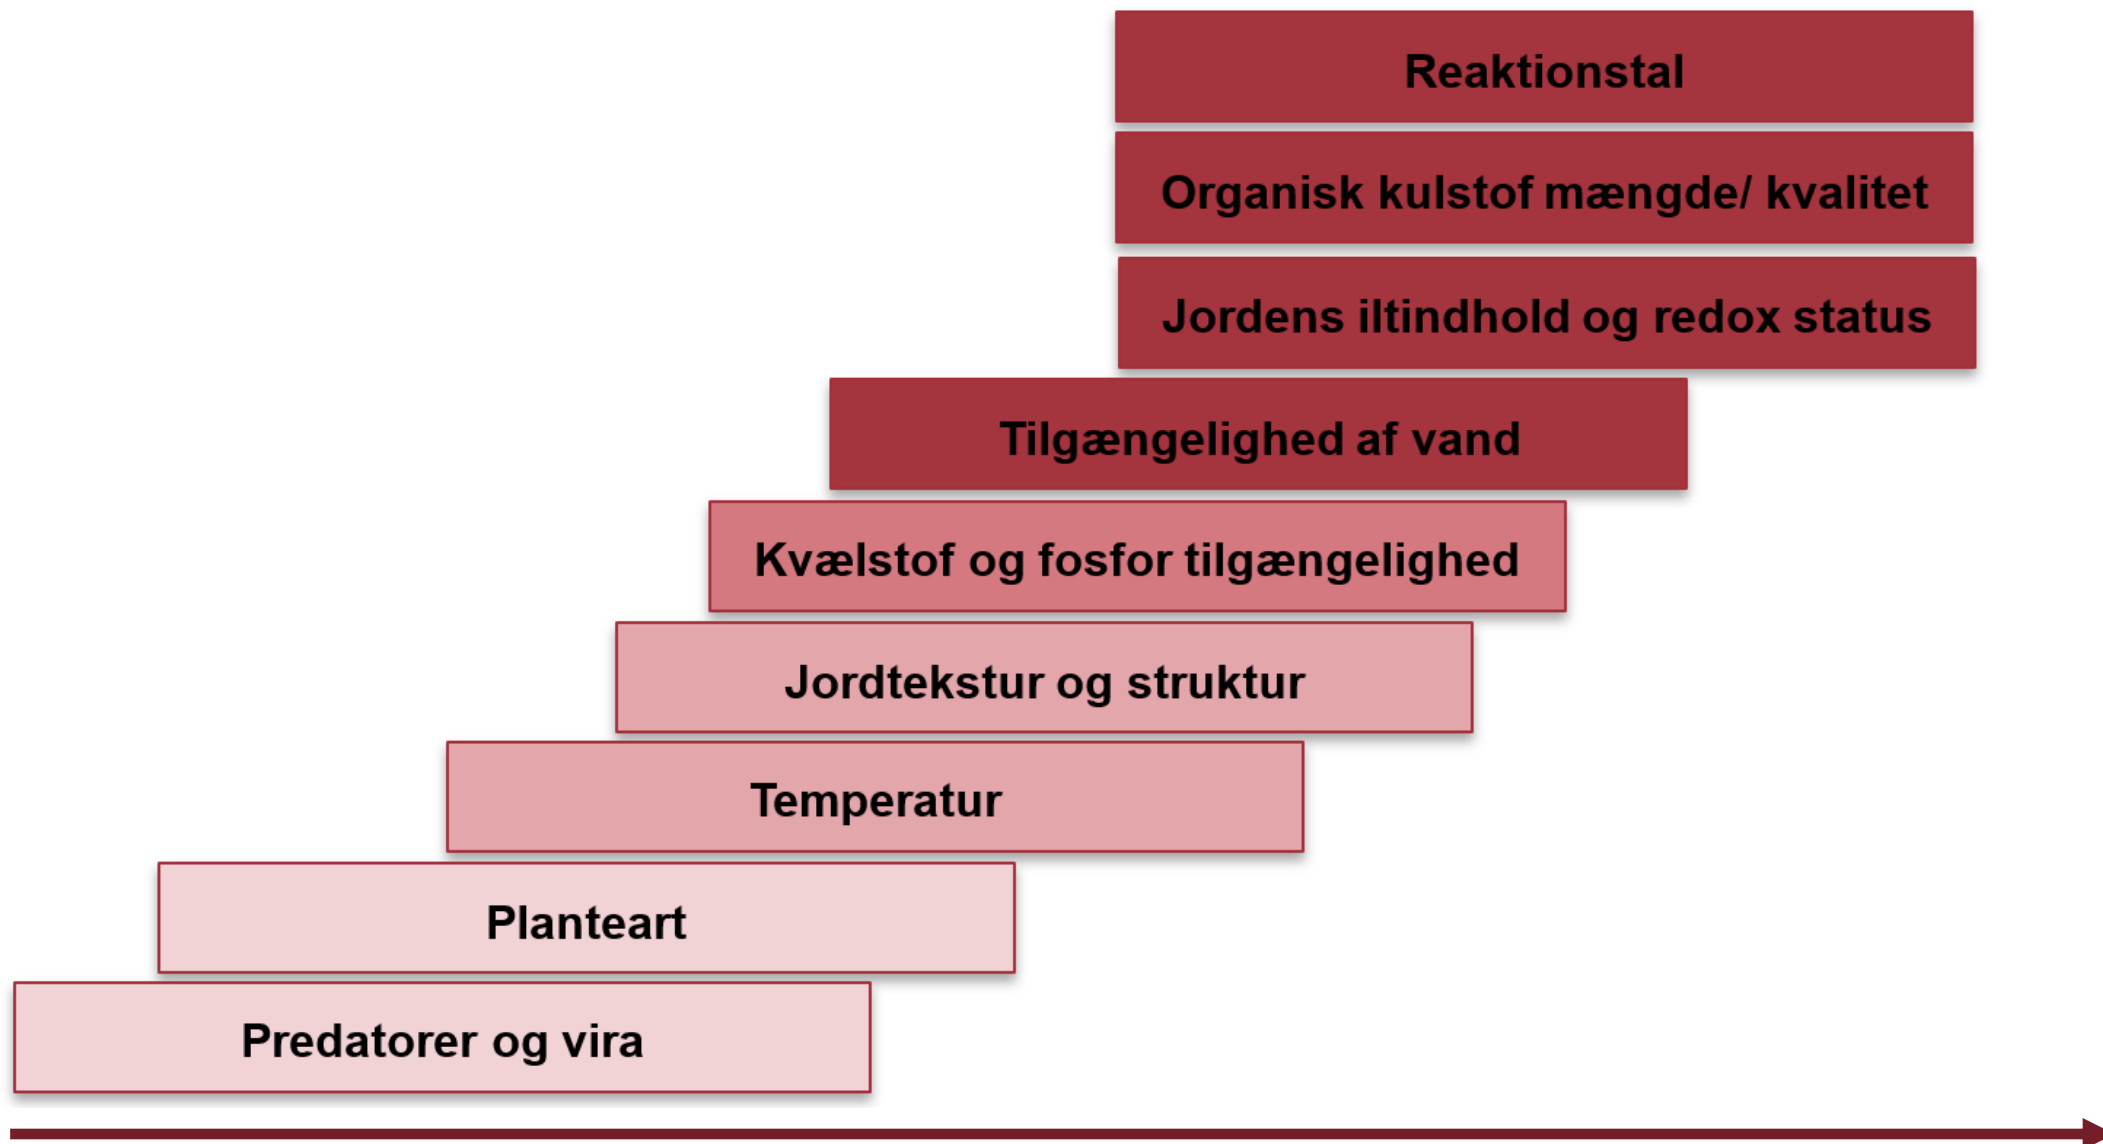 Reaktionstal
Organisk kulstof mængde/ kvalitet
Jordens iltindhold og redox status
Tilgængelighed af vand
Kvælstof og fosfor tilgængelighed
Jordtekstur og struktur
Temperatur
Planteart
Predatorer og vira